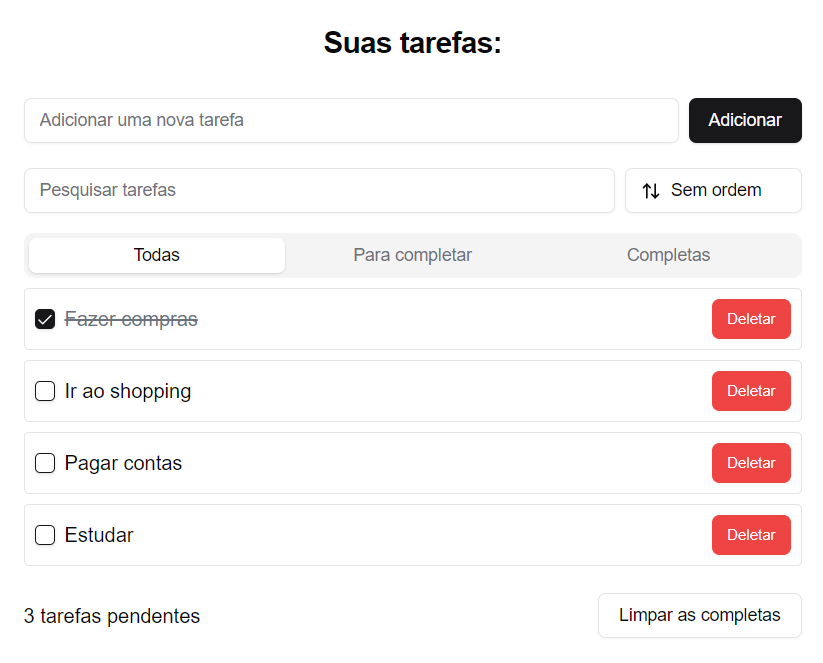 Suas tarefas:
Adicionar uma nova tarefa
Adicionar
Pesquisar tarefas
Sem ordem
Todas
Para completar
Completas
Fazer compras
Deletar
Ir ao shopping
Deletar
Pagar contas
Deletar
Estudar
Deletar
3 tarefas pendentes
Limpar as completas